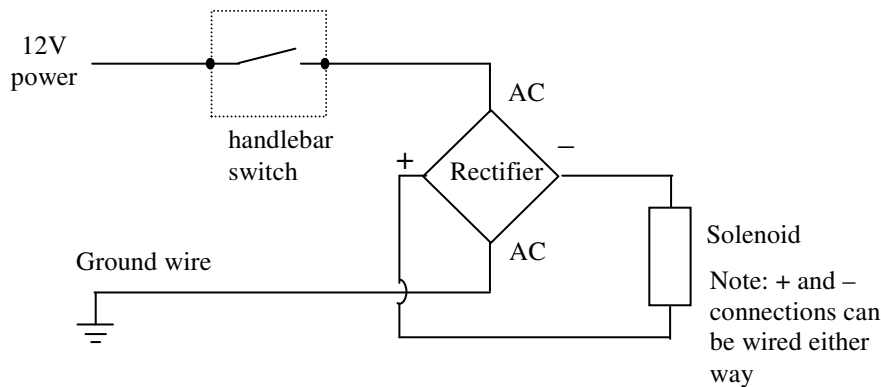 12V
power
handlebar
switch
AC
+
Rectifier
–
AC
Ground wire
Solenoid
Note: + and –
connections can
be wired either
way